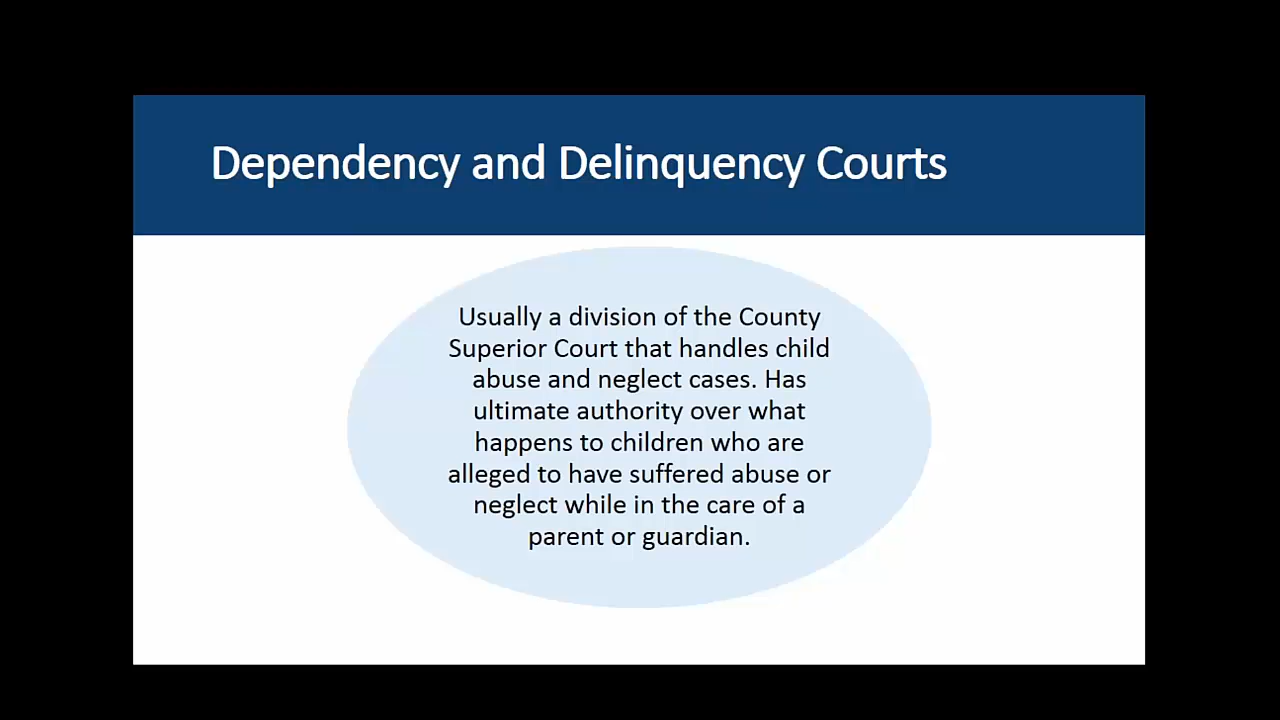 Dependency and Delinquency Courts
Usually a division of the County
Superior Court that handles child
abuse and neglect cases. Has
ultimate authority over what
happens to children who are
alleged to have suffered abuse or
neglect while in the care of a
parent or guardian.